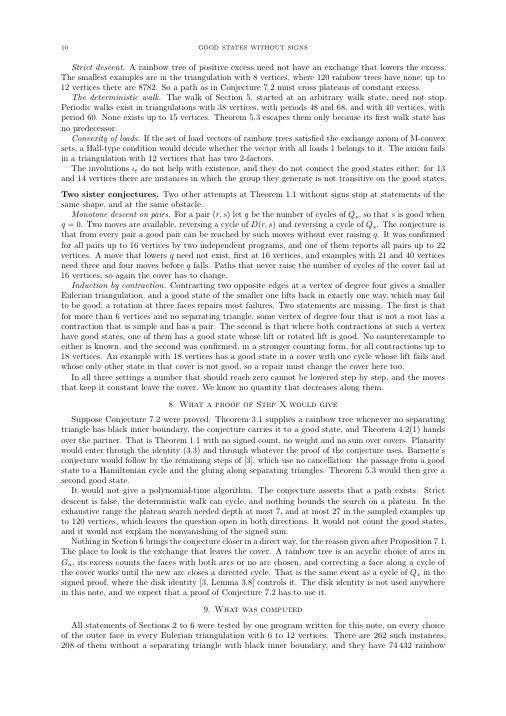 10 GOOD STATES WITHOUT SIGNS
Strict descent. A rainbow tree of positive excess need not have an exchange that lowers the excess.
The smallest examples are in the triangulation with 8 vertices, where 120 rainbow trees have none; up to
12 vertices there are 8782. So a path as in Conjecture 7.2 must cross plateaus of constant excess.
The deterministic walk. The walk of Section 5, started at an arbitrary walk state, need not stop.
Periodic walks exist in triangulations with 38 vertices, with periods 48 and 68, and with 40 vertices, with
period 60. None exists up to 15 vertices. Theorem 5.3 escapes them only because its first walk state has
no predecessor.
Convexity of loads. If the set of load vectors of rainbow trees satisfied the exchange axiom of M-convex
sets, a Hall-type condition would decide whether the vector with all loads 1 belongs to it. The axiom fails
in a triangulation with 12 vertices that has two 2-factors.
The involutions ι_t do not help with existence, and they do not connect the good states either: for 13
and 14 vertices there are instances in which the group they generate is not transitive on the good states.
Two sister conjectures. Two other attempts at Theorem 1.1 without signs stop at statements of the
same shape, and at the same obstacle.
Monotone descent on pairs. For a pair (r, s) let q be the number of cycles of Q_s, so that s is good when
q = 0. Two moves are available, reversing a cycle of D(r, s) and reversing a cycle of Q_s. The conjecture is
that from every pair a good pair can be reached by such moves without ever raising q. It was confirmed
for all pairs up to 16 vertices by two independent programs, and one of them reports all pairs up to 22
vertices. A move that lowers q need not exist, first at 16 vertices, and examples with 21 and 40 vertices
need three and four moves before q falls. Paths that never raise the number of cycles of the cover fail at
16 vertices, so again the cover has to change.
Induction by contraction. Contracting two opposite edges at a vertex of degree four gives a smaller
Eulerian triangulation, and a good state of the smaller one lifts back in exactly one way, which may fail
to be good; a rotation at three faces repairs most failures. Two statements are missing. The first is that
for more than 6 vertices and no separating triangle, some vertex of degree four that is not a root has a
contraction that is simple and has a pair. The second is that where both contractions at such a vertex
have good states, one of them has a good state whose lift or rotated lift is good. No counterexample to
either is known, and the second was confirmed, in a stronger counting form, for all contractions up to
18 vertices. An example with 18 vertices has a good state in a cover with one cycle whose lift fails and
whose only other state in that cover is not good, so a repair must change the cover here too.
In all three settings a number that should reach zero cannot be lowered step by step, and the moves
that keep it constant leave the cover. We know no quantity that decreases along them.
8. WHAT A PROOF OF STEP X WOULD GIVE
Suppose Conjecture 7.2 were proved. Theorem 3.1 supplies a rainbow tree whenever no separating
triangle has black inner boundary, the conjecture carries it to a good state, and Theorem 4.2(1) hands
over the partner. That is Theorem 1.1 with no signed count, no weight and no sum over covers. Planarity
would enter through the identity (3.3) and through whatever the proof of the conjecture uses. Barnette's
conjecture would follow by the remaining steps of [3], which use no cancellation: the passage from a good
state to a Hamiltonian cycle and the gluing along separating triangles. Theorem 5.3 would then give a
second good state.
It would not give a polynomial-time algorithm. The conjecture asserts that a path exists. Strict
descent is false, the deterministic walk can cycle, and nothing bounds the search on a plateau. In the
exhaustive range the plateau search needed depth at most 7, and at most 27 in the sampled examples up
to 120 vertices, which leaves the question open in both directions. It would not count the good states,
and it would not explain the nonvanishing of the signed sum.
Nothing in Section 6 brings the conjecture closer in a direct way, for the reason given after Proposition 7.1.
The place to look is the exchange that leaves the cover. A rainbow tree is an acyclic choice of arcs in
G_u, its excess counts the faces with both arcs or no arc chosen, and correcting a face along a cycle of
the cover works until the new arc closes a directed cycle. That is the same event as a cycle of Q_s in the
signed proof, where the disk identity [3, Lemma 3.8] controls it. The disk identity is not used anywhere
in this note, and we expect that a proof of Conjecture 7.2 has to use it.
9. WHAT WAS COMPUTED
All statements of Sections 2 to 6 were tested by one program written for this note, on every choice
of the outer face in every Eulerian triangulation with 6 to 12 vertices. There are 262 such instances,
208 of them without a separating triangle with black inner boundary, and they have 74 432 rainbow